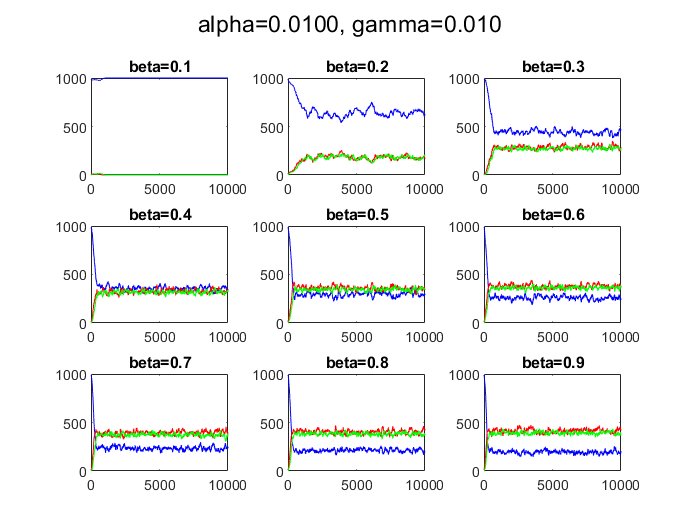 alpha=0.0100, gamma=0.010
beta=0.1 beta=0.2 beta=0.3
1000 1000 1000
500 500 500
0 0 0
0 5000 10000 0 5000 10000 0 5000 10000
beta=0.4 beta=0.5 beta=0.6
1000 1000 1000
500 500 500
0 0 0
0 5000 10000 0 5000 10000 0 5000 10000
beta=0.7 beta=0.8 beta=0.9
1000 1000 1000
500 500 500
0 0 0
0 5000 10000 0 5000 10000 0 5000 10000